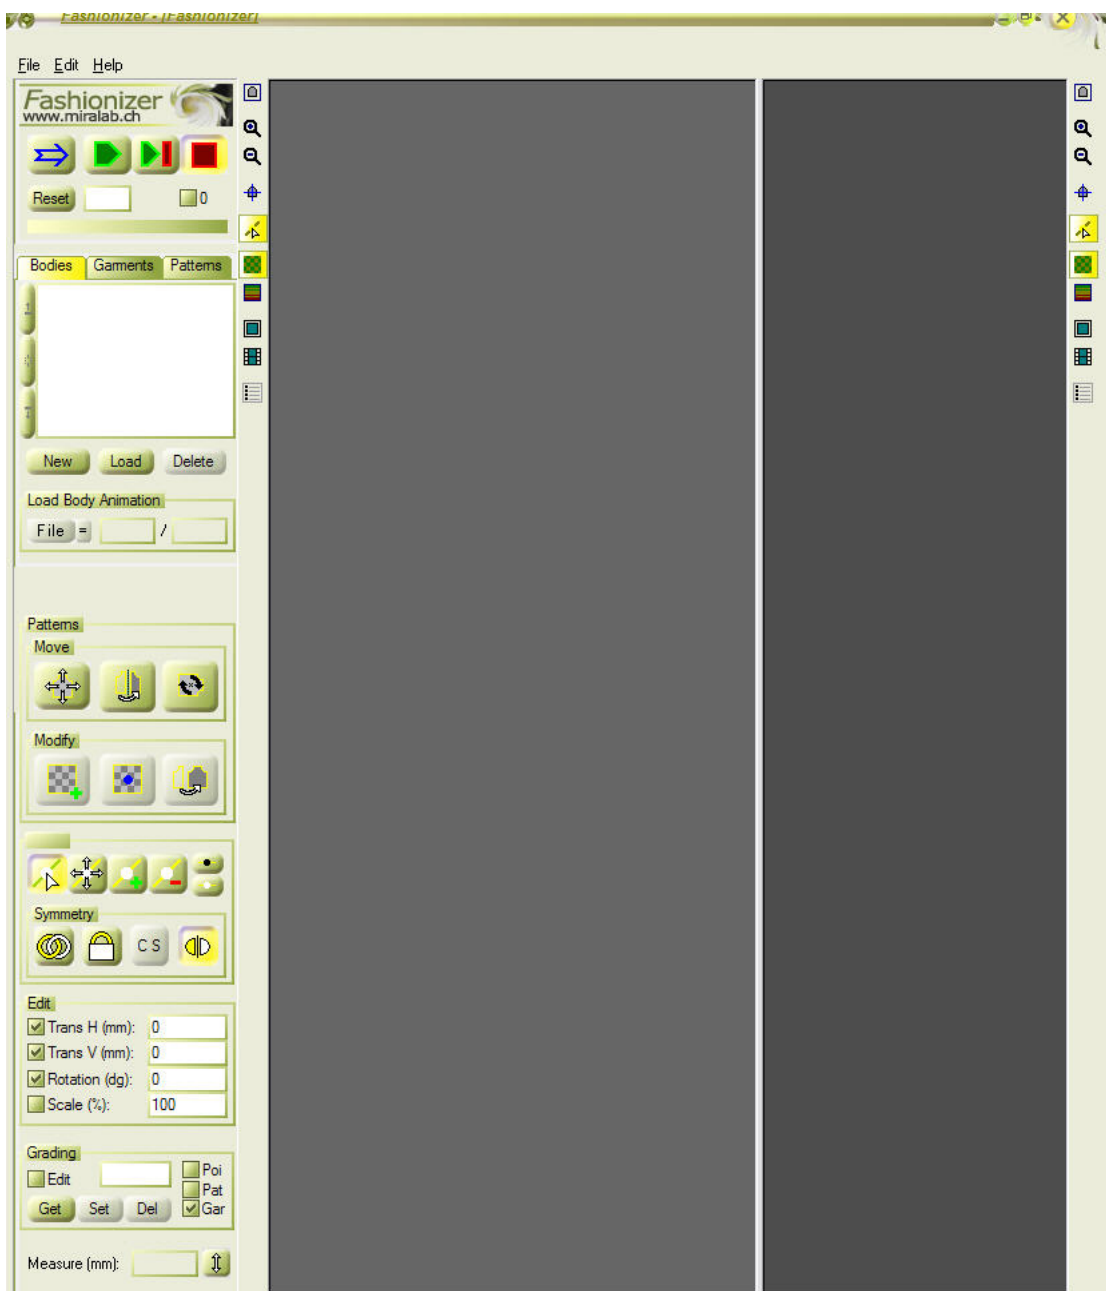 Fashionizer - [Fashionizer]
File Edit Help
Fashionizer
www.miralab.ch
Reset 0
Bodies Garments Patterns
New Load Delete
Load Body Animation
File = /
Patterns
Move
Modify
Symmetry
C S
Edit
Trans H (mm): 0
Trans V (mm): 0
Rotation (dg): 0
Scale (%): 100
Grading
Edit Poi
Pat
Get Set Del Gar
Measure (mm):